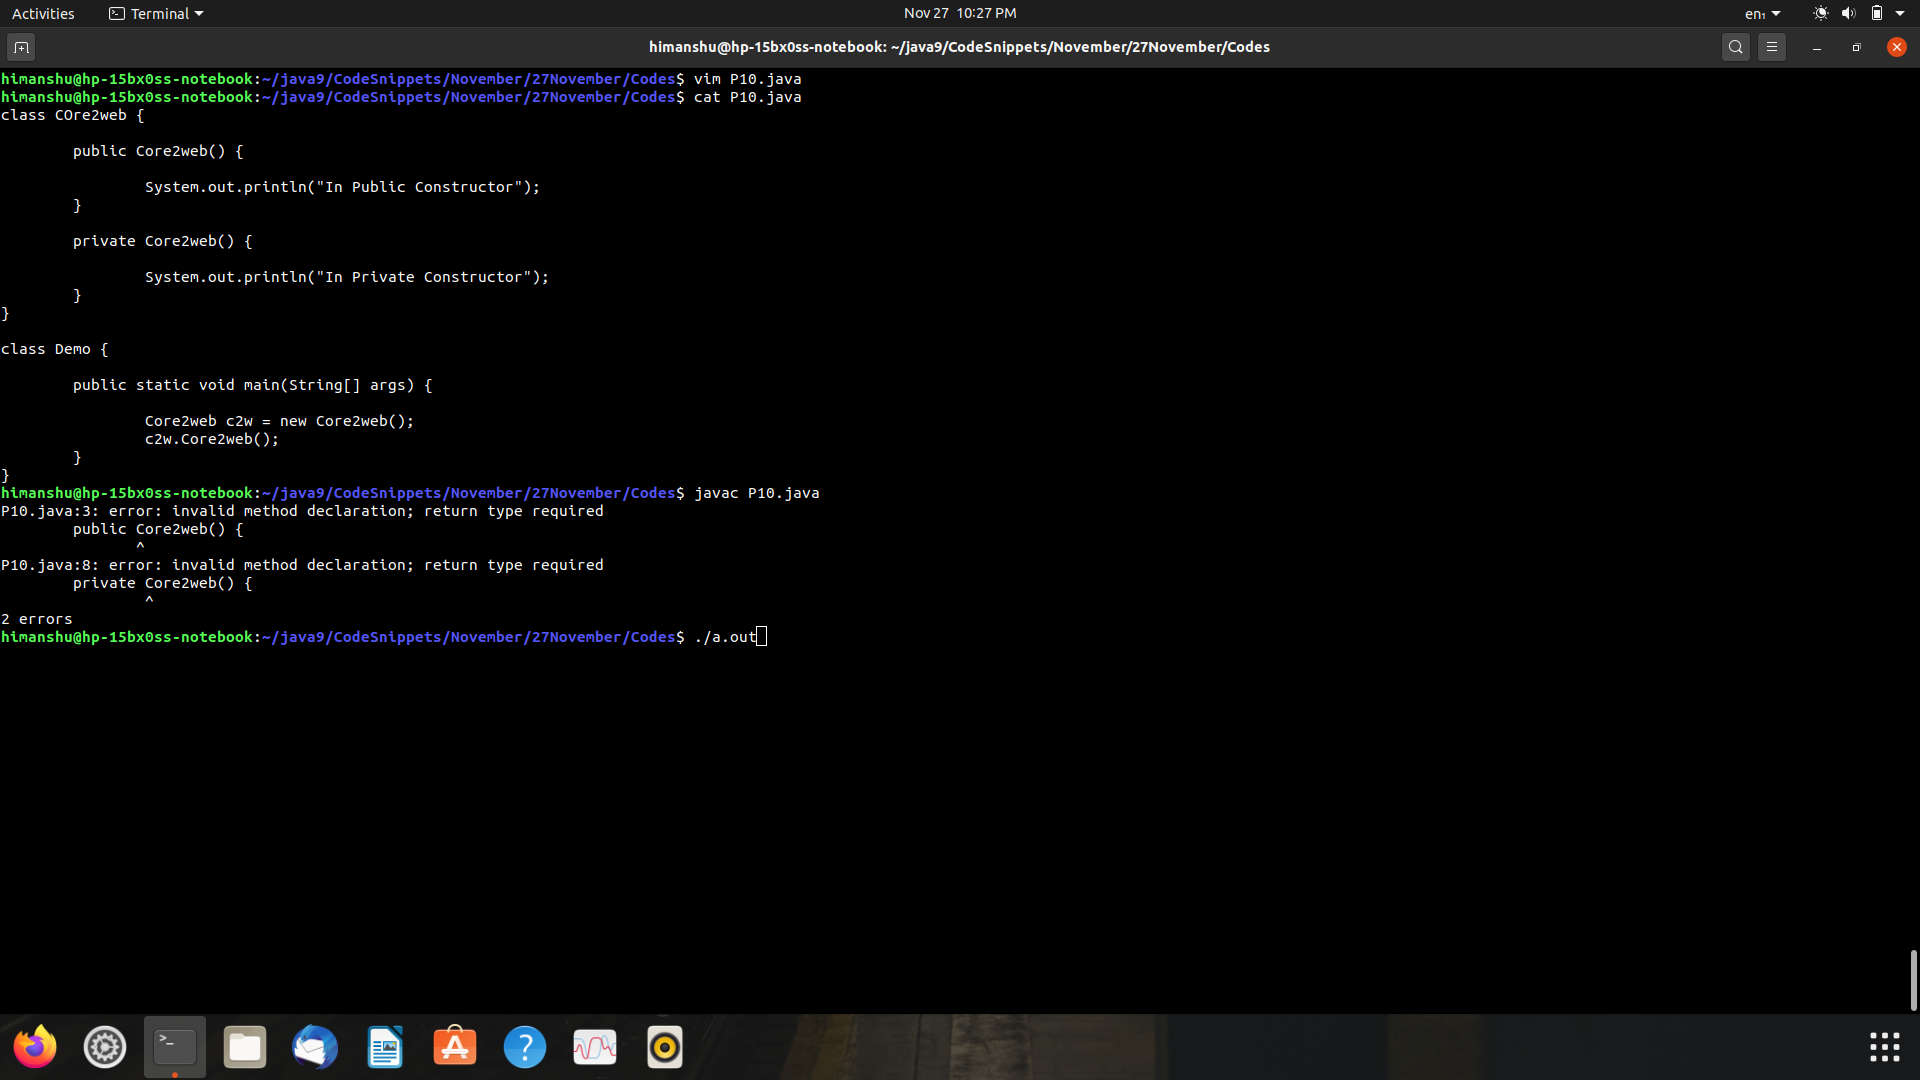 Activities Terminal Nov 27 10:27 PM en₁
himanshu@hp-15bx0ss-notebook: ~/java9/CodeSnippets/November/27November/Codes
himanshu@hp-15bx0ss-notebook:~/java9/CodeSnippets/November/27November/Codes$ vim P10.java
himanshu@hp-15bx0ss-notebook:~/java9/CodeSnippets/November/27November/Codes$ cat P10.java
class COre2web {
        public Core2web() {
                System.out.println("In Public Constructor");
        }
        private Core2web() {
                System.out.println("In Private Constructor");
        }
}
class Demo {
        public static void main(String[] args) {
                Core2web c2w = new Core2web();
                c2w.Core2web();
        }
}
himanshu@hp-15bx0ss-notebook:~/java9/CodeSnippets/November/27November/Codes$ javac P10.java
P10.java:3: error: invalid method declaration; return type required
        public Core2web() {
               ^
P10.java:8: error: invalid method declaration; return type required
        private Core2web() {
                ^
2 errors
himanshu@hp-15bx0ss-notebook:~/java9/CodeSnippets/November/27November/Codes$ ./a.out